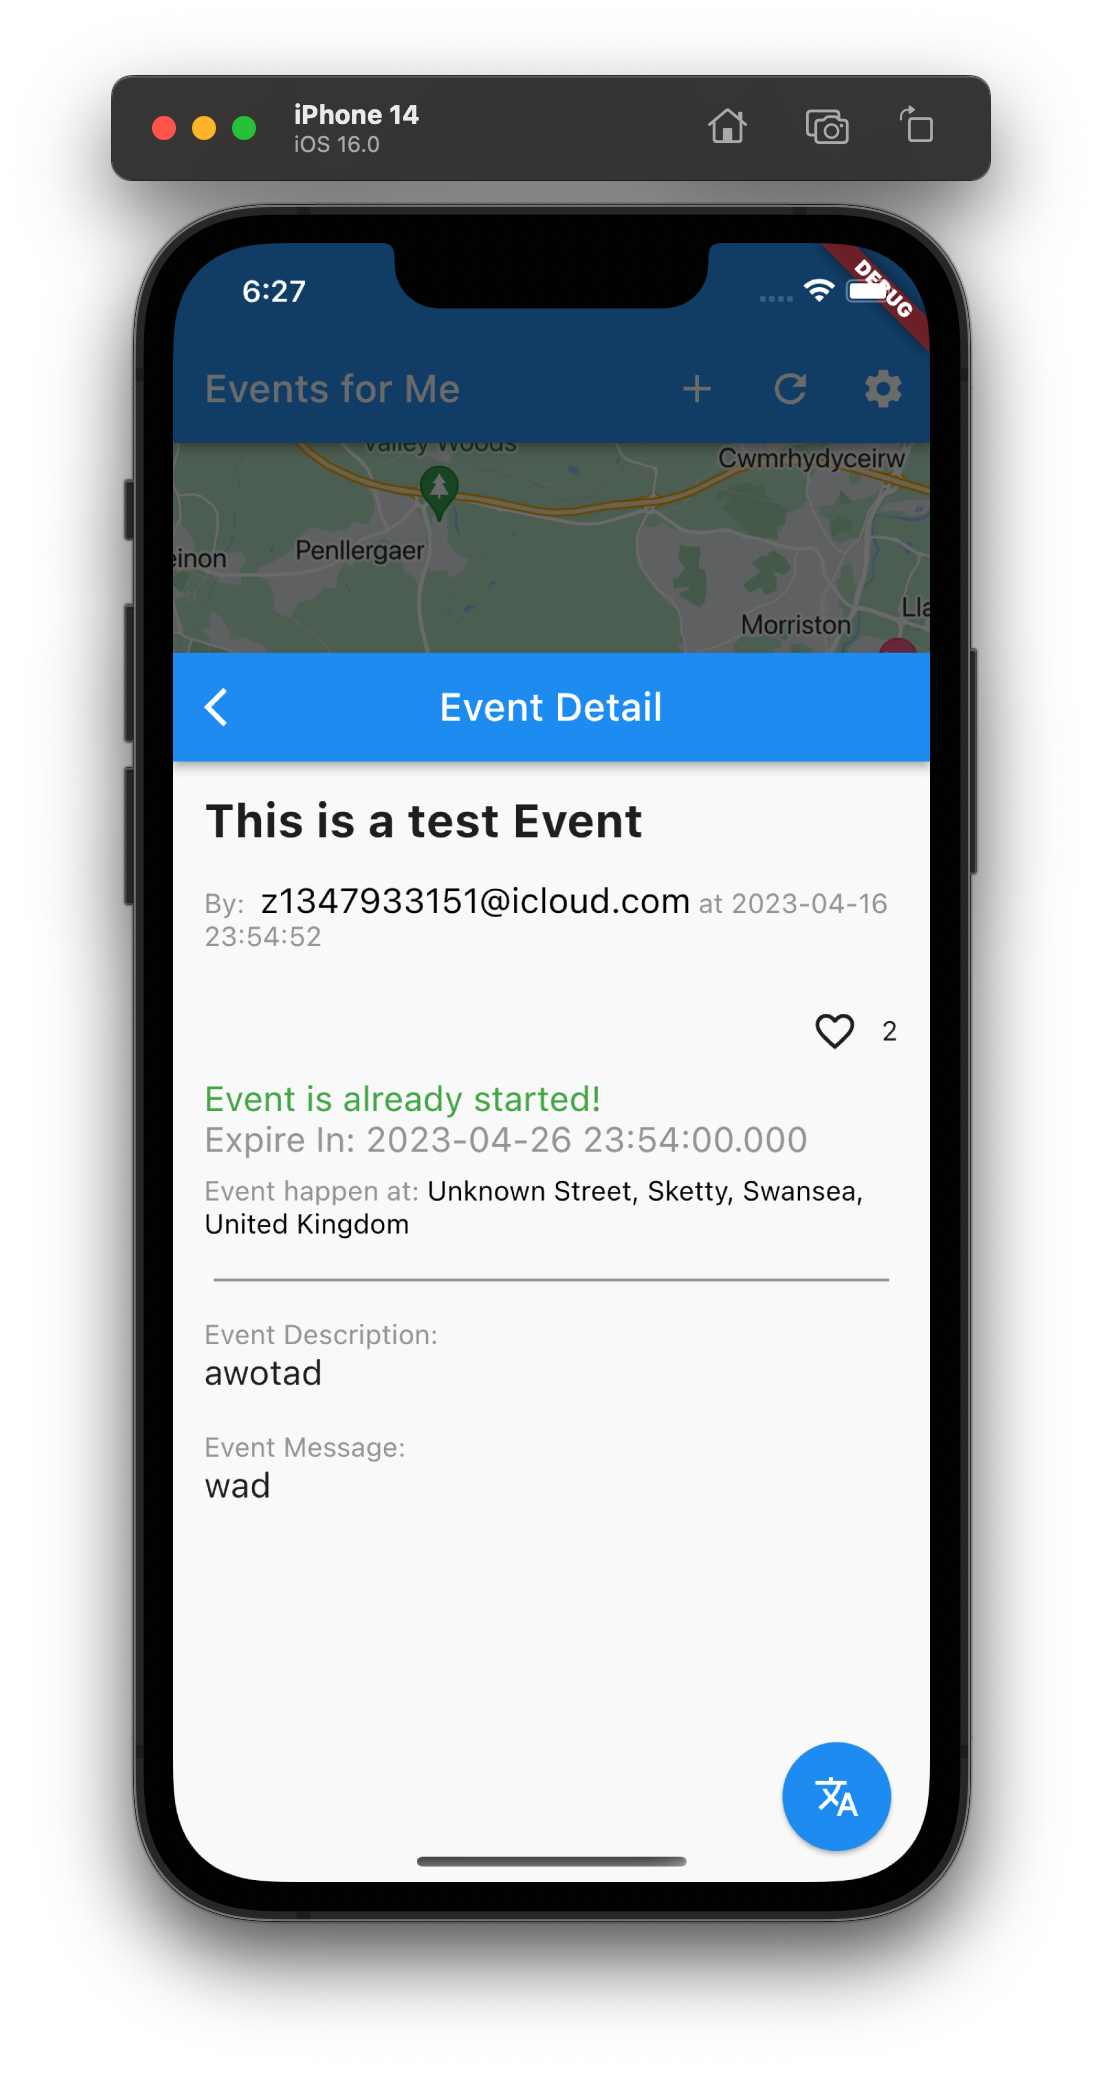 iPhone 14
iOS 16.0
6:27
DEBUG
Events for Me
Valley Woods
Cwmrhydyceirw
Penllergaer
einon
Lla
Morriston
Event Detail
This is a test Event
By: z1347933151@icloud.com at 2023-04-16
23:54:52
2
Event is already started!
Expire In: 2023-04-26 23:54:00.000
Event happen at: Unknown Street, Sketty, Swansea,
United Kingdom
Event Description:
awotad
Event Message:
wad